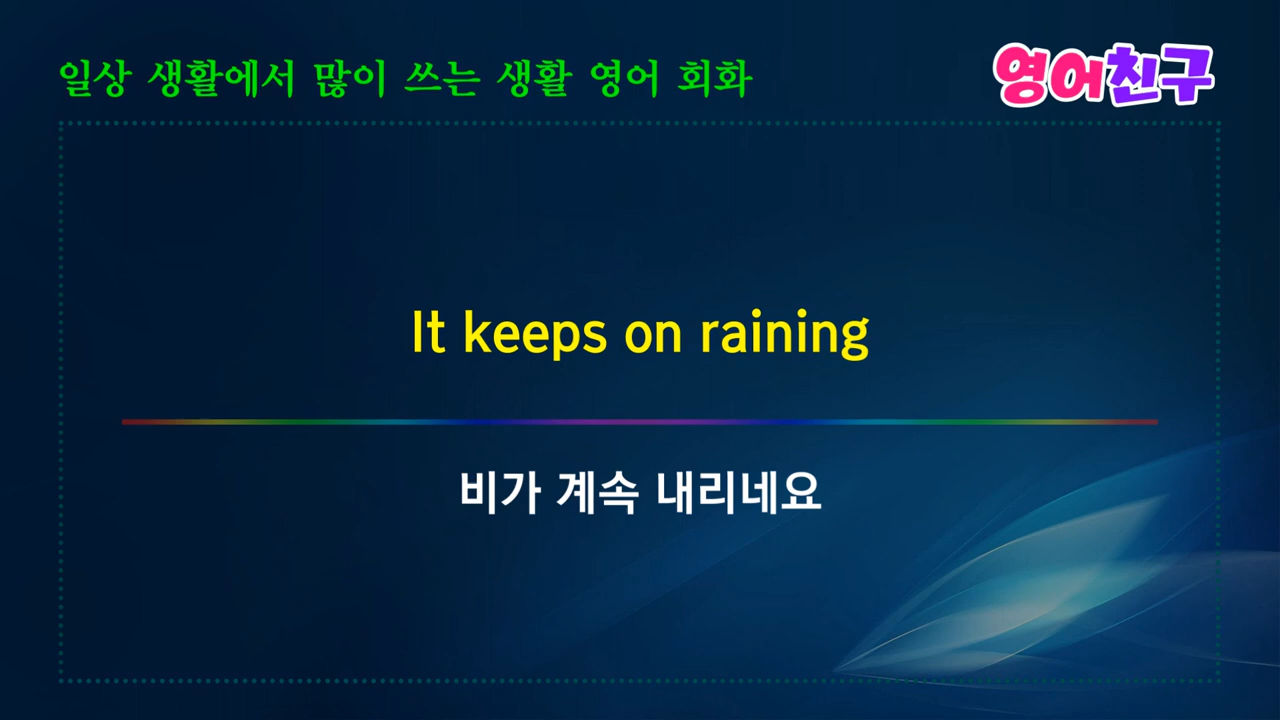 일상 생활에서 많이 쓰는 생활 영어 회화
영어친구
It keeps on raining
비가 계속 내리네요